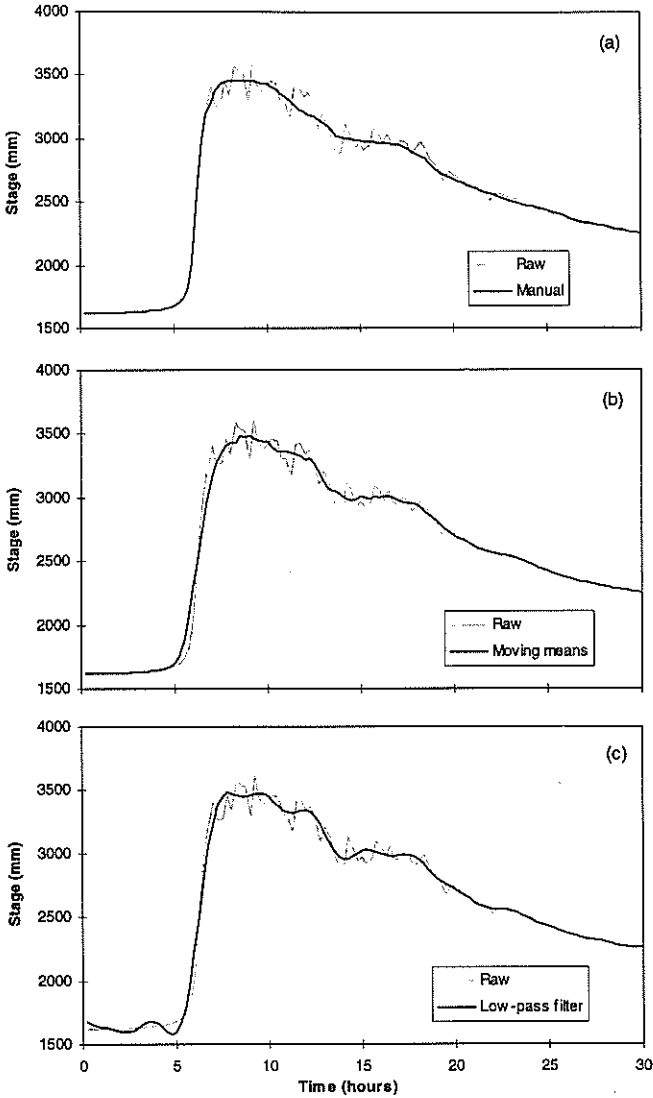 4000
3500
3000
2500
2000
1500
Stage (mm)
(a)
Raw
Manual
4000
3500
3000
2500
2000
1500
Stage (mm)
(b)
Raw
Moving means
4000
3500
3000
2500
2000
1500
Stage (mm)
(c)
Raw
Low-pass filter
0 5 10 15 20 25 30
Time (hours)